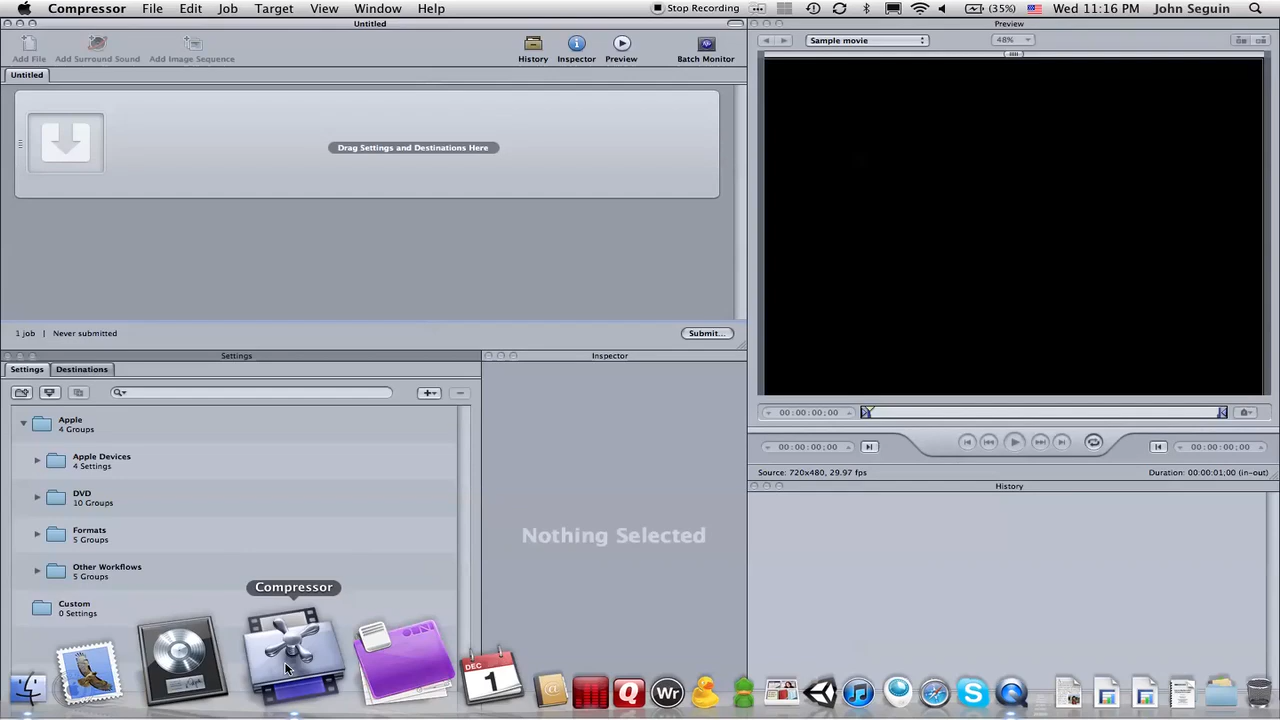 Compressor File Edit Job Target View Window Help
Stop Recording (35%) Wed 11:16 PM John Seguin
Untitled
Add File Add Surround Sound Add Image Sequence History Inspector Preview Batch Monitor
Untitled
Drag Settings and Destinations Here
1 job Never submitted Submit...
Preview
Sample movie 48%
00:00:00;00
00:00:00;00 00:00:00;00
Source: 720x480, 29.97 fps Duration: 00:00:01;00 (in-out)
Settings
Settings Destinations
Apple
4 Groups
Apple Devices
4 Settings
DVD
10 Groups
Formats
5 Groups
Other Workflows
5 Groups
Custom
0 Settings
Inspector
Nothing Selected
History
Compressor
DEC
1
@
Q
Wr
S